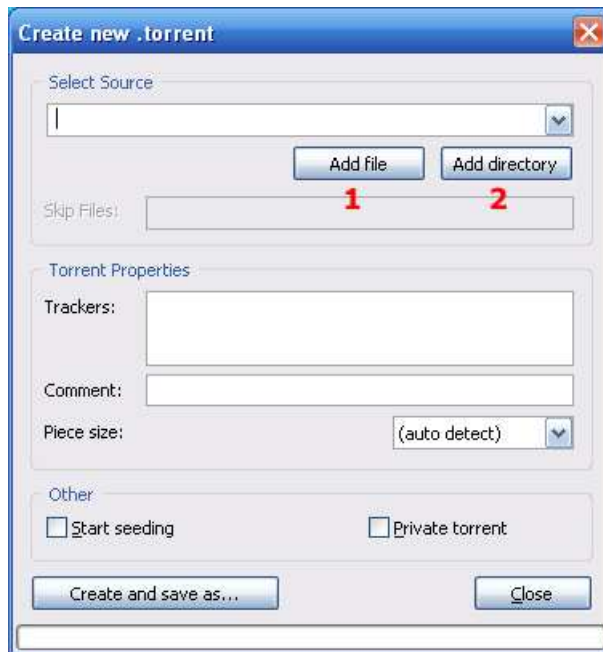 Create new .torrent
Select Source
Add file Add directory
1 2
Skip Files:
Torrent Properties
Trackers:
Comment:
Piece size: (auto detect)
Other
Start seeding Private torrent
Create and save as... Close